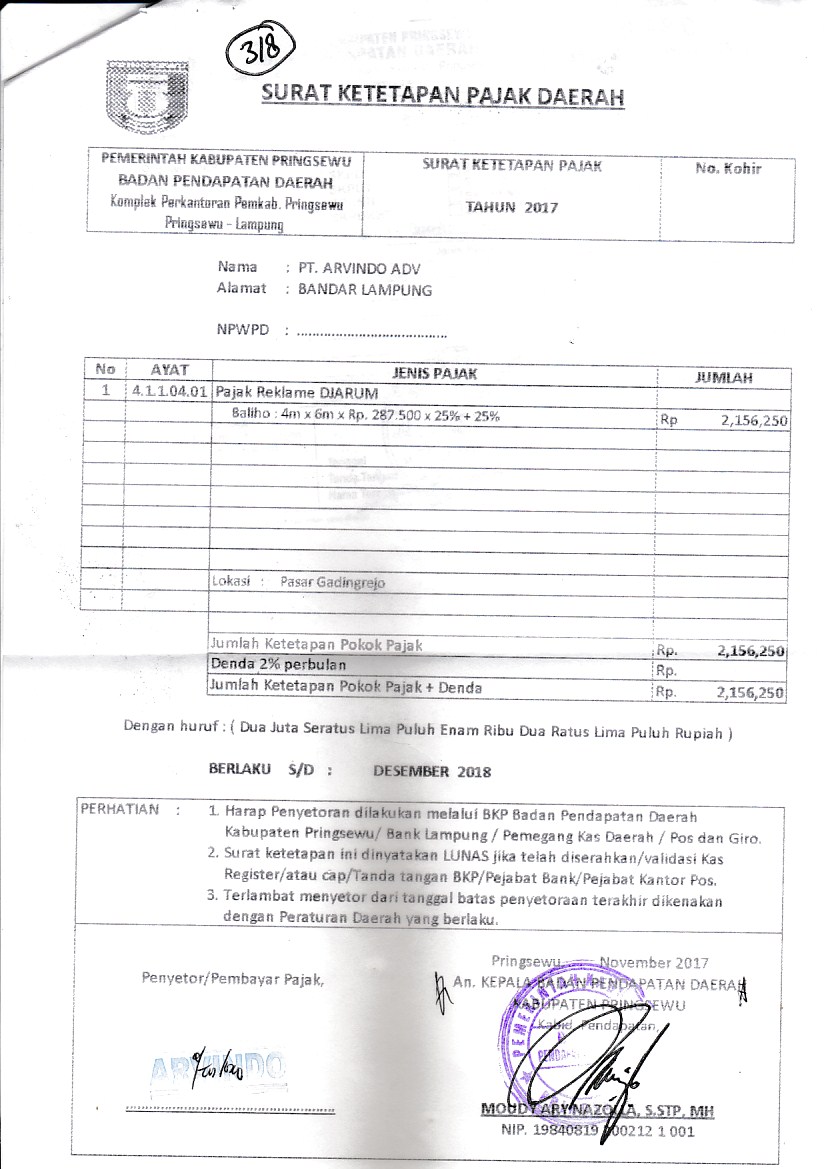 318
SURAT KETETAPAN PAJAK DAERAH
PEMERINTAH KABUPATEN PRINGSEWU
BADAN PENDAPATAN DAERAH
Komplek Perkantoran Pemkab. Pringsewu
Pringsewu - Lampung
SURAT KETETAPAN PAJAK
TAHUN 2017
No. Kohir
Nama : PT. ARVINDO ADV
Alamat : BANDAR LAMPUNG
NPWPD : ......................................
No AYAT JENIS PAJAK JUMLAH
1 4.1.1.04.01 Pajak Reklame DJARUM
Baliho : 4m x 6m x Rp. 287.500 x 25% + 25% Rp 2,156,250
Lokasi : Pasar Gadingrejo
Jumlah Ketetapan Pokok Pajak Rp. 2,156,250
Denda 2% perbulan Rp.
Jumlah Ketetapan Pokok Pajak + Denda Rp. 2,156,250
Dengan huruf : ( Dua Juta Seratus Lima Puluh Enam Ribu Dua Ratus Lima Puluh Rupiah )
BERLAKU S/D : DESEMBER 2018
PERHATIAN : 1. Harap Penyetoran dilakukan melalui BKP Badan Pendapatan Daerah
Kabupaten Pringsewu/ Bank Lampung / Pemegang Kas Daerah / Pos dan Giro.
2. Surat ketetapan ini dinyatakan LUNAS jika telah diserahkan/validasi Kas
Register/atau cap/Tanda tangan BKP/Pejabat Bank/Pejabat Kantor Pos.
3. Terlambat menyetor dari tanggal batas penyetoraan terakhir dikenakan
dengan Peraturan Daerah yang berlaku.
Pringsewu, November 2017
Penyetor/Pembayar Pajak,
An. KEPALA BADAN PENDAPATAN DAERAH
KABUPATEN PRINGSEWU
Kabid Pendapatan,
ARVINDO
MOUDY ARY NAZOLLA, S.STP, MH
NIP. 19840819 200212 1 001